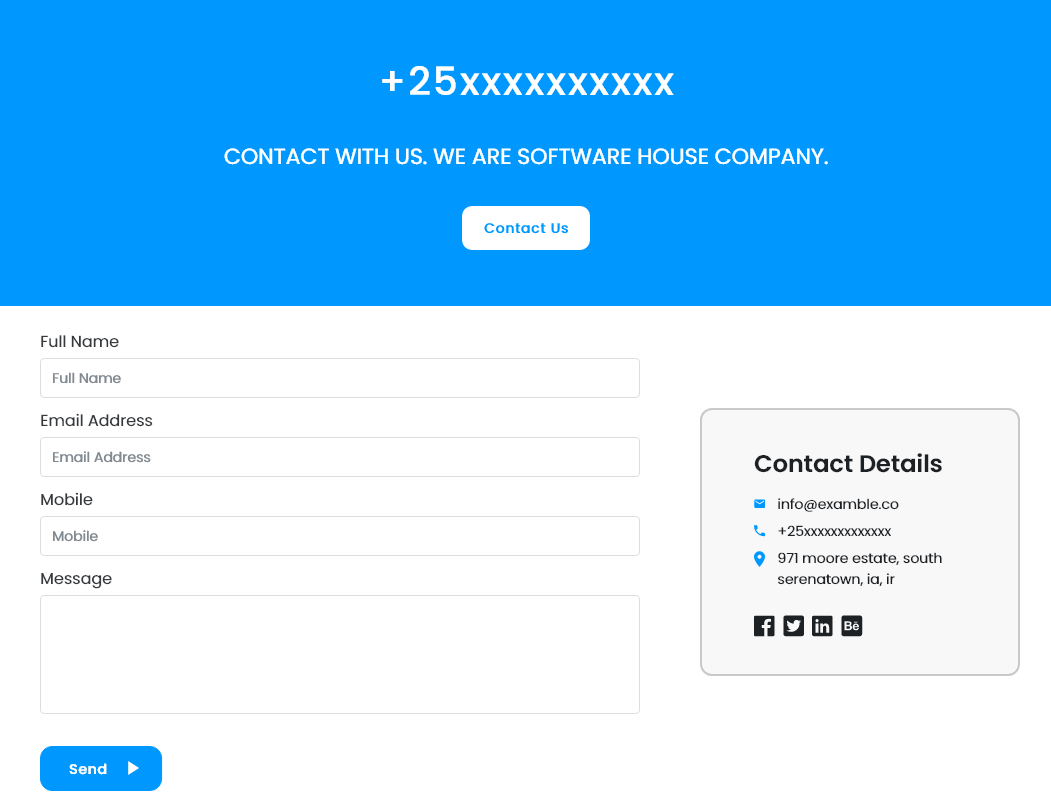 +25xxxxxxxxxx
CONTACT WITH US. WE ARE SOFTWARE HOUSE COMPANY.
Contact Us
Full Name
Full Name
Email Address
Email Address
Mobile
Mobile
Message
Send
Contact Details
info@examble.co
+25xxxxxxxxxxxxx
971 moore estate, south
serenatown, ia, ir
Bē